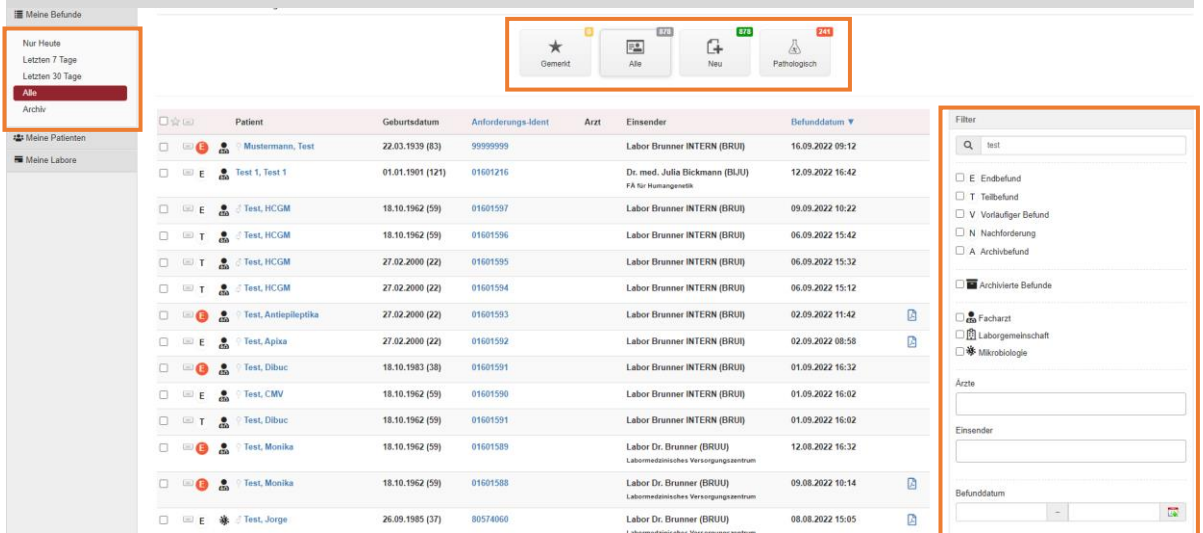 Meine Befunde
Nur Heute
Letzten 7 Tage
Letzten 30 Tage
Alle
Archiv
Meine Patienten
Meine Labore
0 878 878 241
Gemerkt Alle Neu Pathologisch
Patient Geburtsdatum Anforderungs-Ident Arzt Einsender Befunddatum ▼
E Mustermann, Test 22.03.1939 (83) 99999999 Labor Brunner INTERN (BRUI) 16.09.2022 09:12
E Test 1, Test 1 01.01.1901 (121) 01601216 Dr. med. Julia Bickmann (BIJU) 12.09.2022 16:42
FÄ für Humangenetik
E Test, HCGM 18.10.1962 (59) 01601597 Labor Brunner INTERN (BRUI) 09.09.2022 10:22
T Test, HCGM 18.10.1962 (59) 01601596 Labor Brunner INTERN (BRUI) 06.09.2022 15:42
T Test, HCGM 27.02.2000 (22) 01601595 Labor Brunner INTERN (BRUI) 06.09.2022 15:32
T Test, HCGM 27.02.2000 (22) 01601594 Labor Brunner INTERN (BRUI) 06.09.2022 15:12
E Test, Antiepileptika 27.02.2000 (22) 01601593 Labor Brunner INTERN (BRUI) 02.09.2022 11:42
E Test, Apixa 27.02.2000 (22) 01601592 Labor Brunner INTERN (BRUI) 02.09.2022 08:58
E Test, Dibuc 18.10.1983 (38) 01601591 Labor Brunner INTERN (BRUI) 01.09.2022 16:32
E Test, CMV 18.10.1962 (59) 01601590 Labor Brunner INTERN (BRUI) 01.09.2022 16:02
T Test, Dibuc 18.10.1962 (59) 01601591 Labor Brunner INTERN (BRUI) 01.09.2022 16:02
E Test, Monika 18.10.1962 (59) 01601589 Labor Dr. Brunner (BRUU) 12.08.2022 16:32
Labormedizinisches Versorgungszentrum
E Test, Monika 18.10.1962 (59) 01601588 Labor Dr. Brunner (BRUU) 09.08.2022 10:14
Labormedizinisches Versorgungszentrum
E Test, Jorge 26.09.1985 (37) 80574060 Labor Dr. Brunner (BRUU) 08.08.2022 15:05
Filter
test
E Endbefund
T Teilbefund
V Vorläufiger Befund
N Nachforderung
A Archivbefund
Archivierte Befunde
Facharzt
Laborgemeinschaft
Mikrobiologie
Ärzte
Einsender
Befunddatum
–